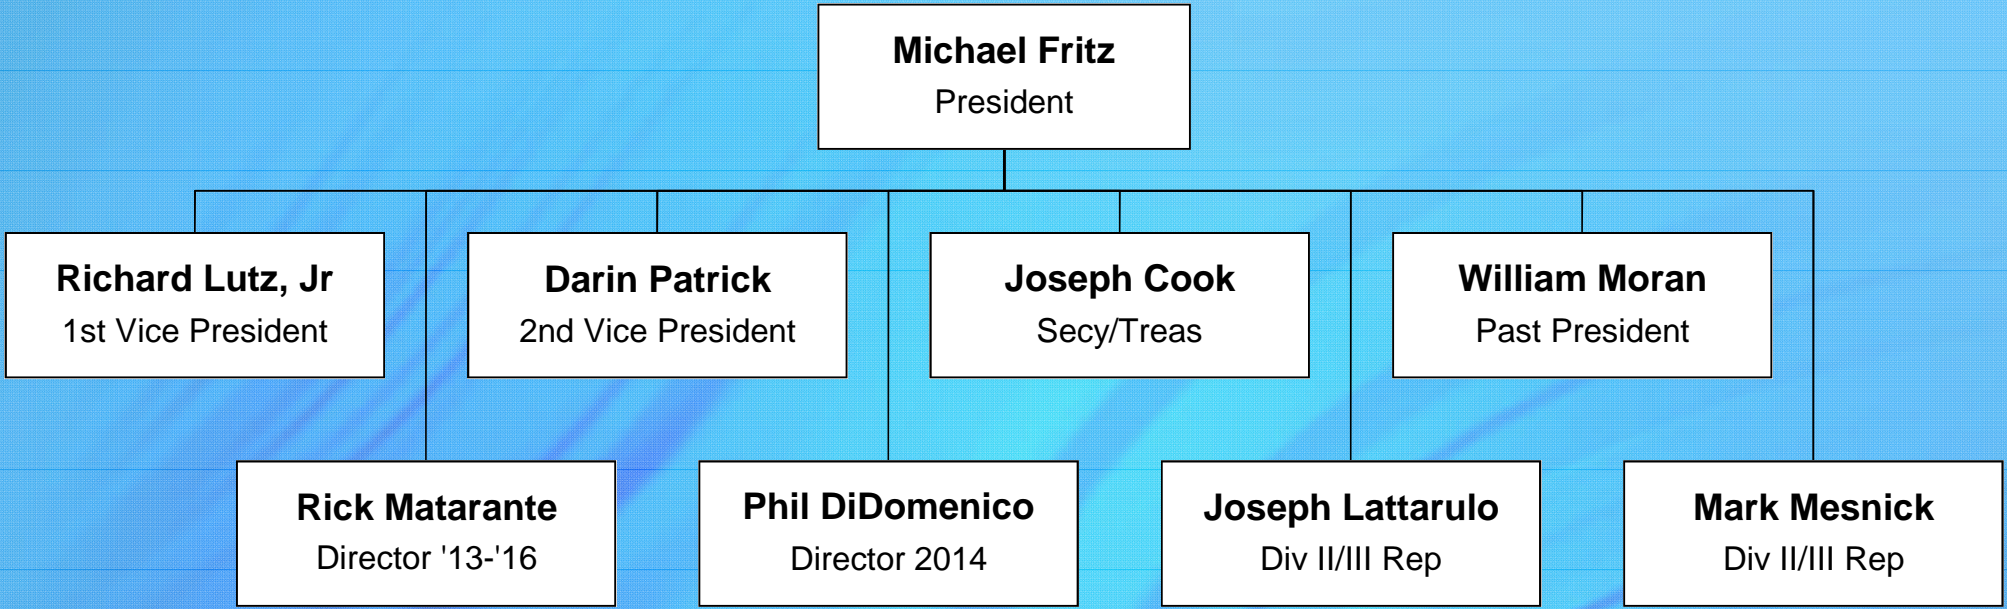 Michael Fritz
President
Richard Lutz, Jr
1st Vice President
Darin Patrick
2nd Vice President
Joseph Cook
Secy/Treas
William Moran
Past President
Rick Matarante
Director '13-'16
Phil DiDomenico
Director 2014
Joseph Lattarulo
Div II/III Rep
Mark Mesnick
Div II/III Rep